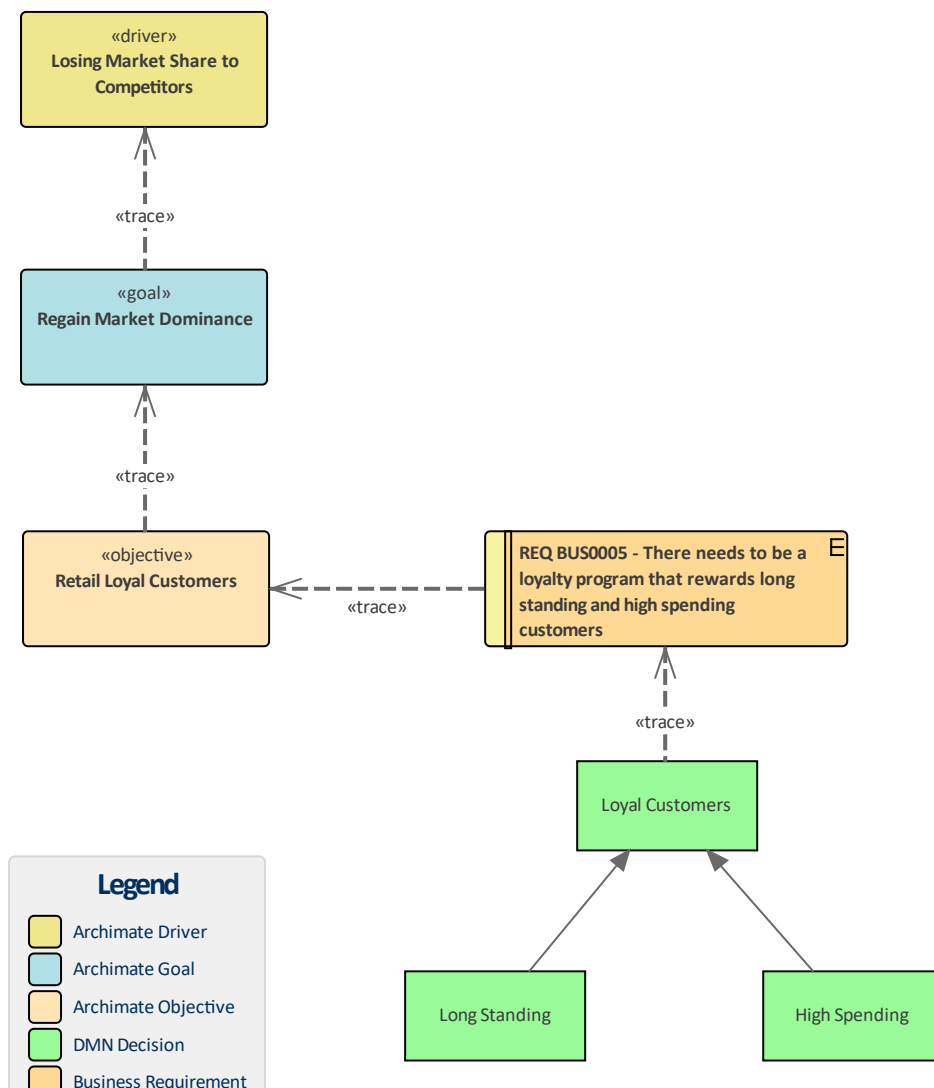 «driver»
Losing Market Share to
Competitors
«trace»
«goal»
Regain Market Dominance
«trace»
«objective»
Retail Loyal Customers
«trace»
REQ BUS0005 - There needs to be a
loyalty program that rewards long
standing and high spending
customers
«trace»
Loyal Customers
Long Standing
High Spending
Legend
Archimate Driver
Archimate Goal
Archimate Objective
DMN Decision
Business Requirement